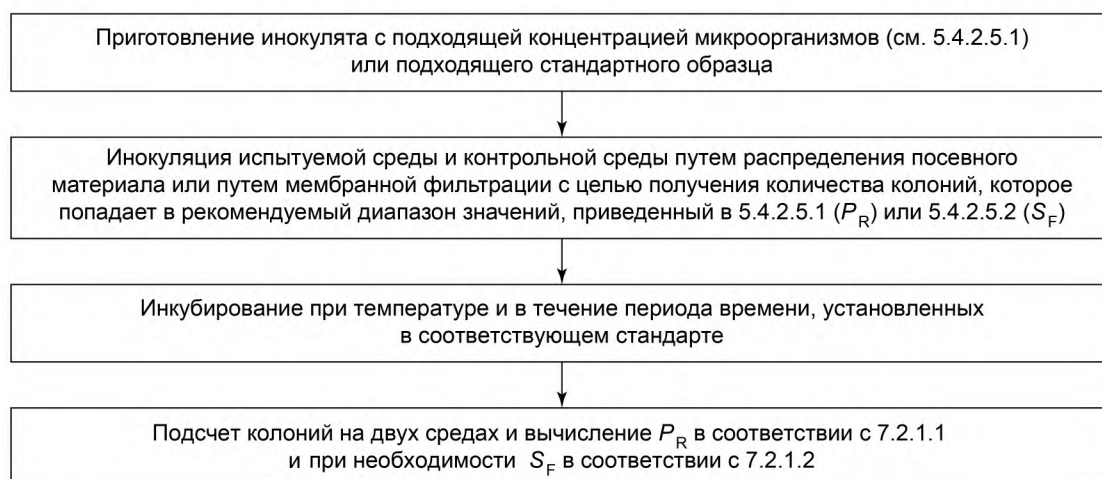 Приготовление инокулята с подходящей концентрацией микроорганизмов (см. 5.4.2.5.1)
или подходящего стандартного образца
Инокуляция испытуемой среды и контрольной среды путем распределения посевного
материала или путем мембранной фильтрации с целью получения количества колоний, которое
попадает в рекомендуемый диапазон значений, приведенный в 5.4.2.5.1 (P_R) или 5.4.2.5.2 (S_F)
Инкубирование при температуре и в течение периода времени, установленных
в соответствующем стандарте
Подсчет колоний на двух средах и вычисление P_R в соответствии с 7.2.1.1
и при необходимости S_F в соответствии с 7.2.1.2